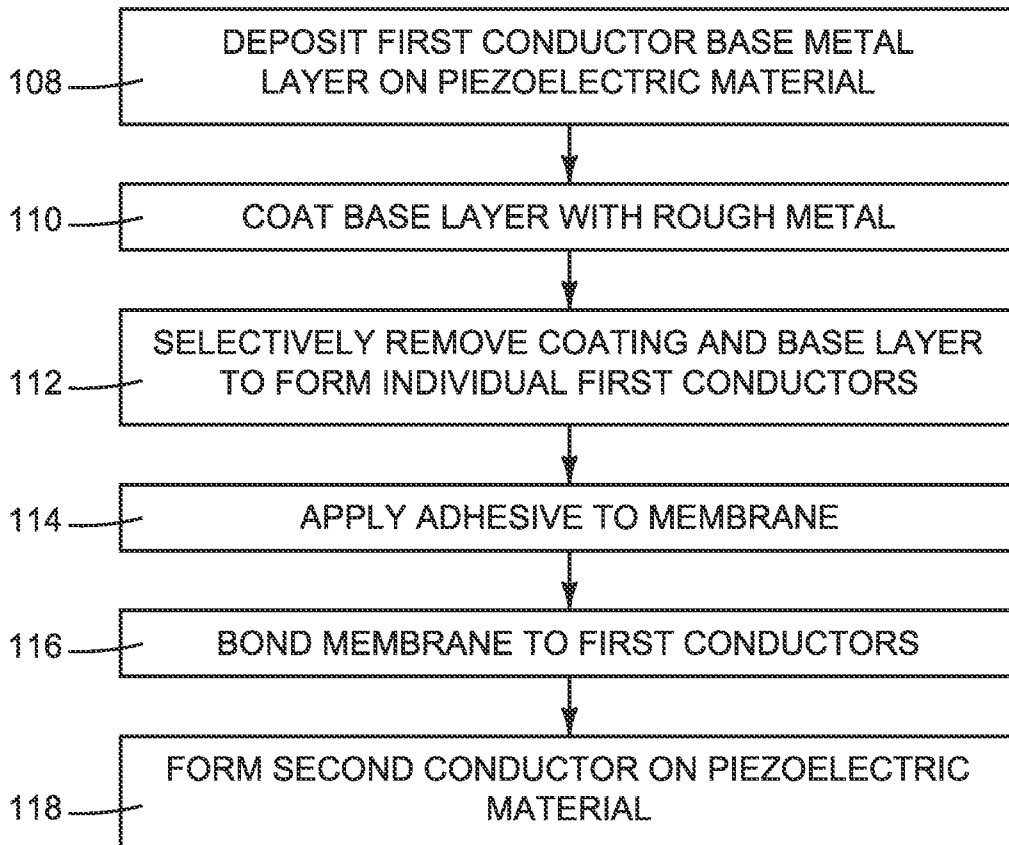 DEPOSIT FIRST CONDUCTOR BASE METAL
LAYER ON PIEZOELECTRIC MATERIAL
108
110
COAT BASE LAYER WITH ROUGH METAL
SELECTIVELY REMOVE COATING AND BASE LAYER
TO FORM INDIVIDUAL FIRST CONDUCTORS
112
114
APPLY ADHESIVE TO MEMBRANE
116
BOND MEMBRANE TO FIRST CONDUCTORS
FORM SECOND CONDUCTOR ON PIEZOELECTRIC
MATERIAL
118